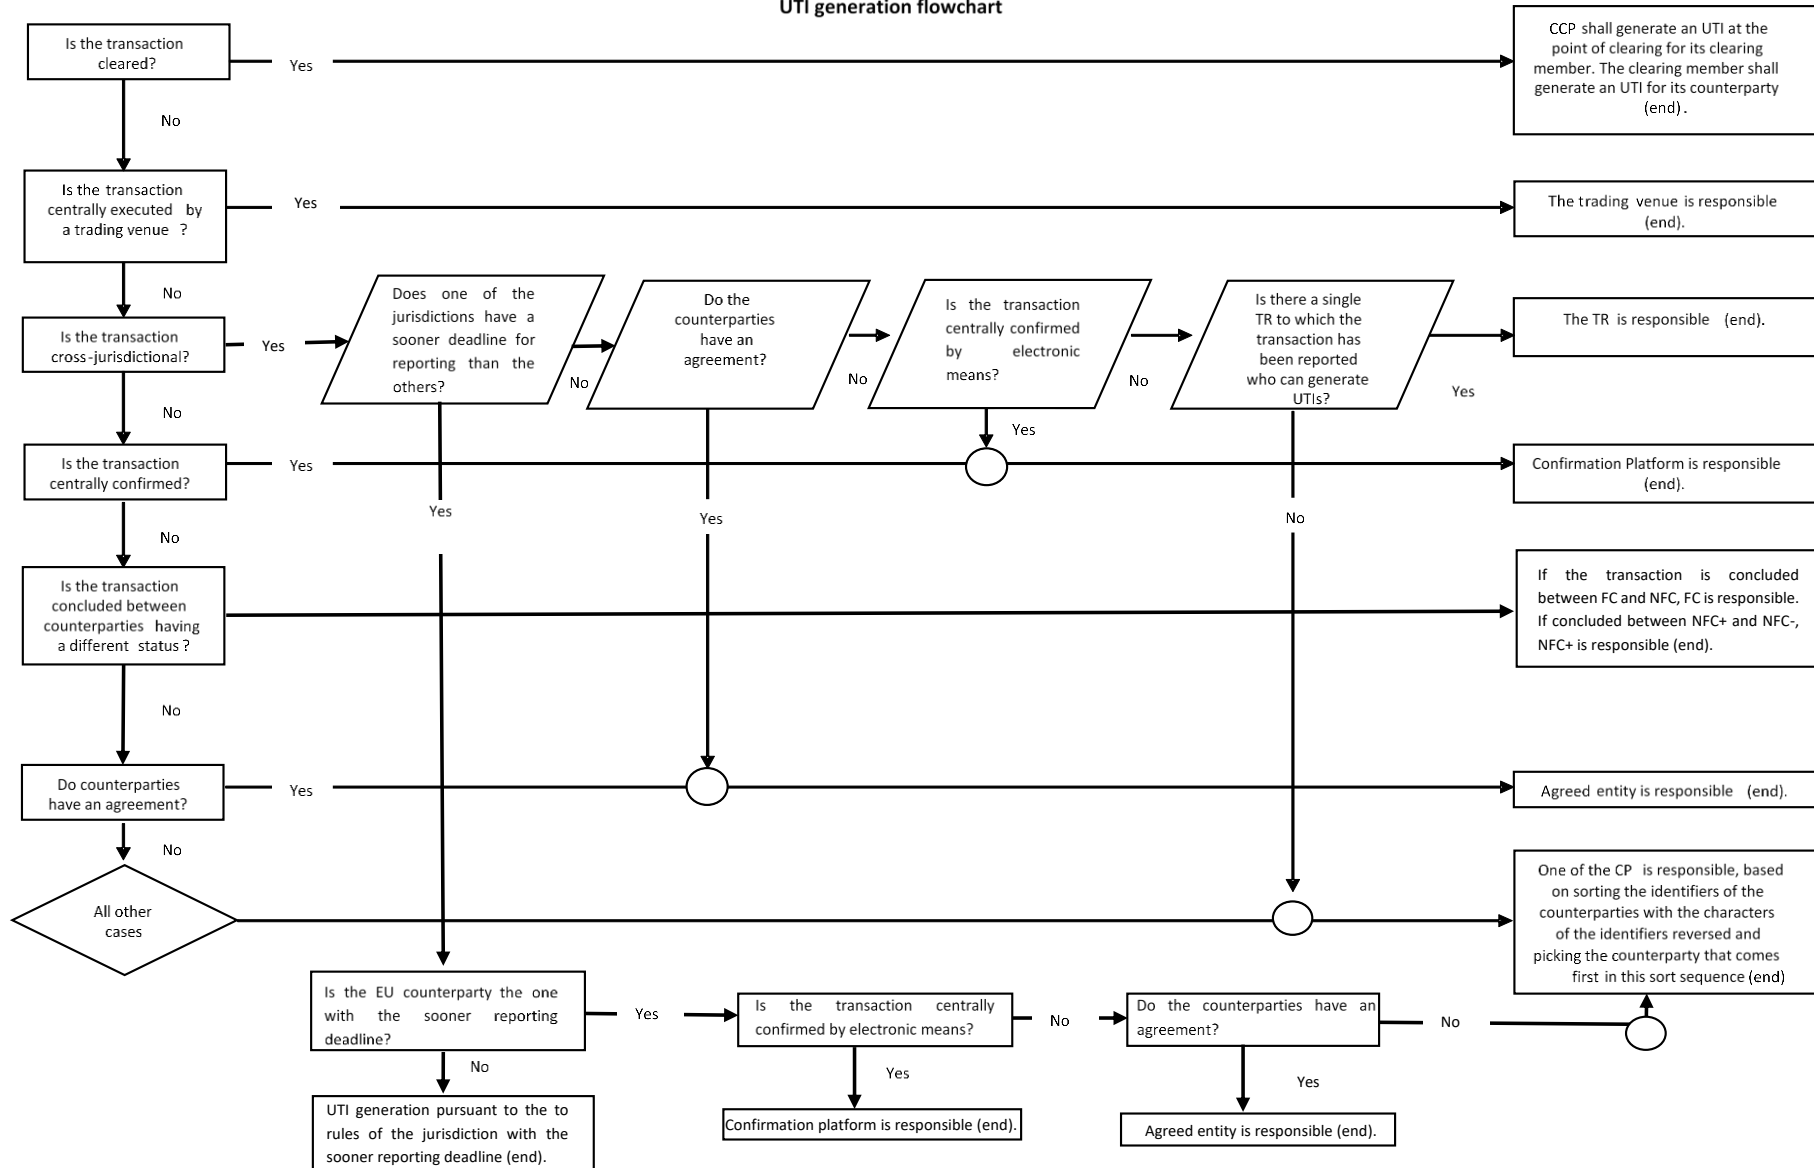 UTI generation flowchart
Is the transaction
cleared?
Yes
CCP shall generate an UTI at the
point of clearing for its clearing
member. The clearing member shall
generate an UTI for its counterparty
(end).
No
Is the transaction
centrally executed by
a trading venue ?
Yes
The trading venue is responsible
(end).
No
Is the transaction
cross-jurisdictional?
Yes
Does one of the
jurisdictions have a
sooner deadline for
reporting than the
others?
No
Do the
counterparties
have an
agreement?
No
Is the transaction
centrally confirmed
by electronic
means?
No
Is there a single
TR to which the
transaction has
been reported
who can generate
UTIs?
Yes
The TR is responsible (end).
No
Yes
Is the transaction
centrally confirmed?
Yes
Confirmation Platform is responsible
(end).
Yes
Yes
No
No
Is the transaction
concluded between
counterparties having
a different status ?
If the transaction is concluded
between FC and NFC, FC is responsible.
If concluded between NFC+ and NFC-,
NFC+ is responsible (end).
No
Do counterparties
have an agreement?
Yes
Agreed entity is responsible (end).
No
All other
cases
One of the CP is responsible, based
on sorting the identifiers of the
counterparties with the characters
of the identifiers reversed and
picking the counterparty that comes
first in this sort sequence (end)
Is the EU counterparty the one
with the sooner reporting
deadline?
Yes
Is the transaction centrally
confirmed by electronic means?
No
Do the counterparties have an
agreement?
No
No
Yes
Yes
UTI generation pursuant to the to
rules of the jurisdiction with the
sooner reporting deadline (end).
Confirmation platform is responsible (end).
Agreed entity is responsible (end).